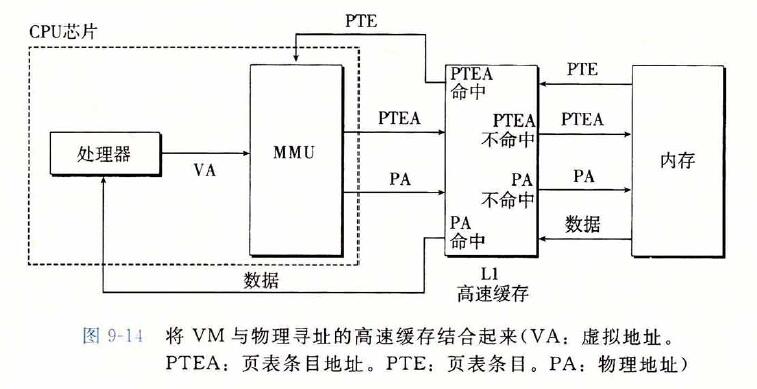 CPU芯片
PTE
PTEA
命中
PTE
处理器
VA
MMU
PTEA
PTEA
不命中
PTEA
内存
PA
PA
不命中
PA
PA
命中
数据
数据
L1
高速缓存
图 9-14 将 VM 与物理寻址的高速缓存结合起来(VA：虚拟地址。
PTEA：页表条目地址。PTE：页表条目。PA：物理地址)